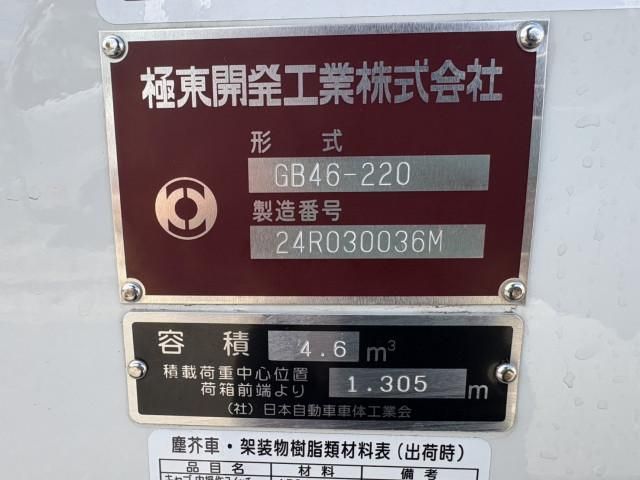 極東開発工業株式会社
形 式
GB46-220
製造番号
24R030036M
容 積 4.6 m³
積載荷重中心位置
荷箱前端より 1.305 m
(社)日本自動車車体工業会
塵芥車・架装物樹脂類材料表(出荷時)
品目名 材料 備考